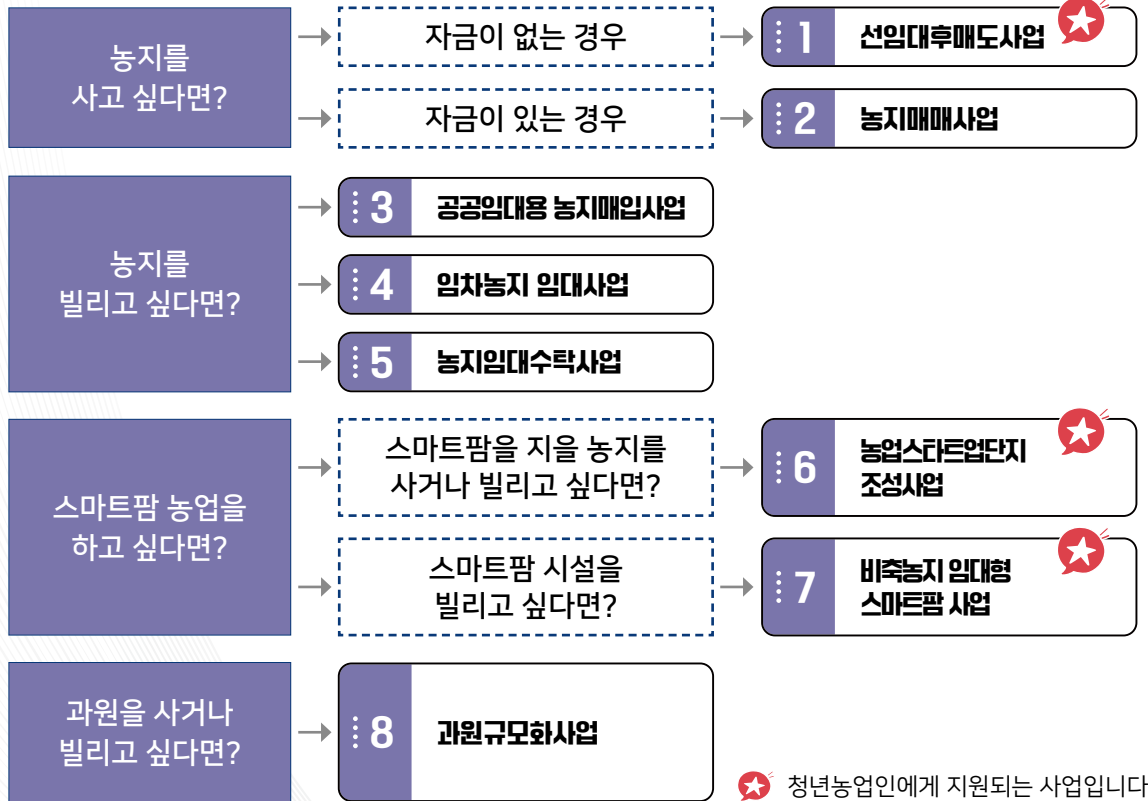 농지를
사고 싶다면?
자금이 없는 경우
1 선임대후매도사업
자금이 있는 경우
2 농지매매사업
농지를
빌리고 싶다면?
3 공공임대용 농지매입사업
4 임차농지 임대사업
5 농지임대수탁사업
스마트팜 농업을
하고 싶다면?
스마트팜을 지을 농지를
사거나 빌리고 싶다면?
6 농업스타트업단지
조성사업
스마트팜 시설을
빌리고 싶다면?
7 비축농지 임대형
스마트팜 사업
과원을 사거나
빌리고 싶다면?
8 과원규모화사업
청년농업인에게 지원되는 사업입니다